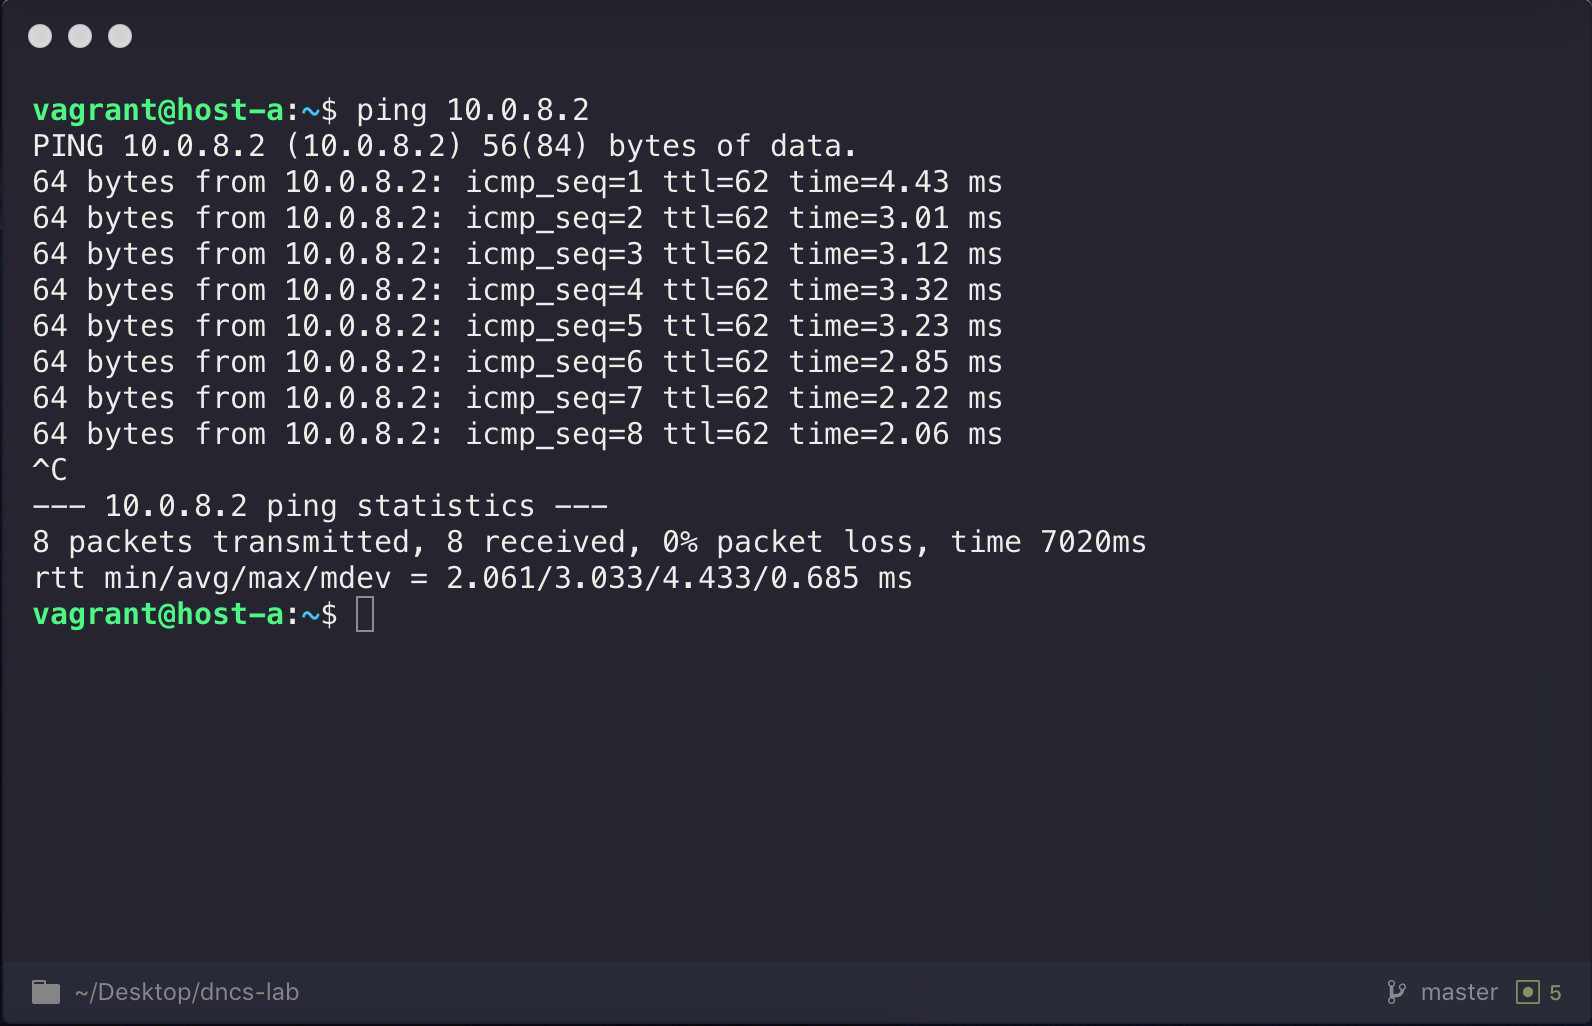 vagrant@host-a:~$ ping 10.0.8.2
PING 10.0.8.2 (10.0.8.2) 56(84) bytes of data.
64 bytes from 10.0.8.2: icmp_seq=1 ttl=62 time=4.43 ms
64 bytes from 10.0.8.2: icmp_seq=2 ttl=62 time=3.01 ms
64 bytes from 10.0.8.2: icmp_seq=3 ttl=62 time=3.12 ms
64 bytes from 10.0.8.2: icmp_seq=4 ttl=62 time=3.32 ms
64 bytes from 10.0.8.2: icmp_seq=5 ttl=62 time=3.23 ms
64 bytes from 10.0.8.2: icmp_seq=6 ttl=62 time=2.85 ms
64 bytes from 10.0.8.2: icmp_seq=7 ttl=62 time=2.22 ms
64 bytes from 10.0.8.2: icmp_seq=8 ttl=62 time=2.06 ms
^C
--- 10.0.8.2 ping statistics ---
8 packets transmitted, 8 received, 0% packet loss, time 7020ms
rtt min/avg/max/mdev = 2.061/3.033/4.433/0.685 ms
vagrant@host-a:~$
~/Desktop/dncs-lab master 5